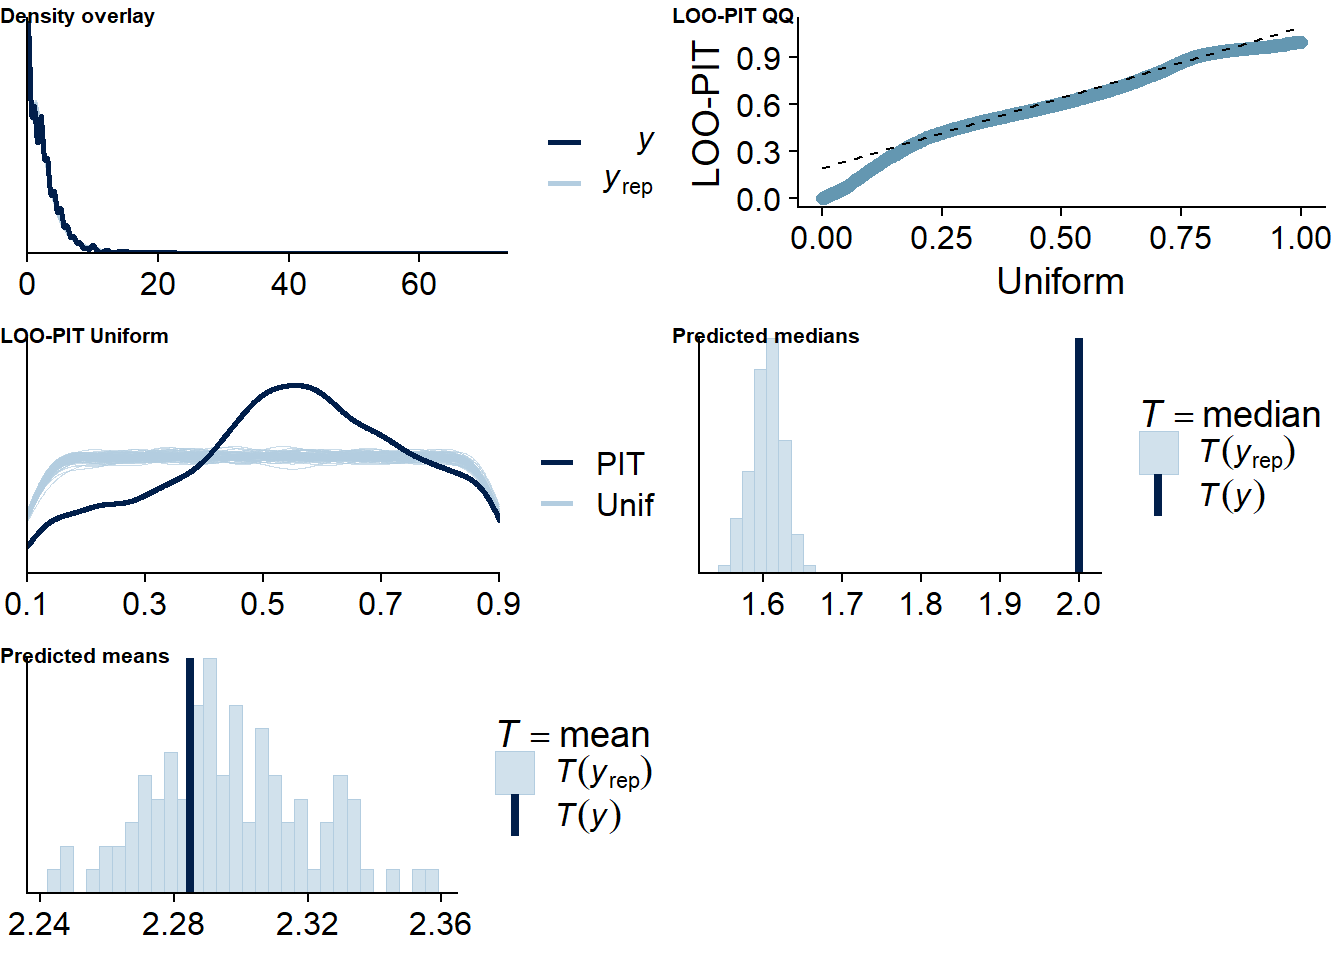 Density overlay
y
y rep
0 20 40 60
LOO-PIT QQ
LOO-PIT
0.9
0.6
0.3
0.0
0.00 0.25 0.50 0.75 1.00
Uniform
LOO-PIT Uniform
PIT
Unif
0.1 0.3 0.5 0.7 0.9
Predicted medians
T = median
T(y rep)
T(y)
1.6 1.7 1.8 1.9 2.0
Predicted means
T = mean
T(y rep)
T(y)
2.24 2.28 2.32 2.36